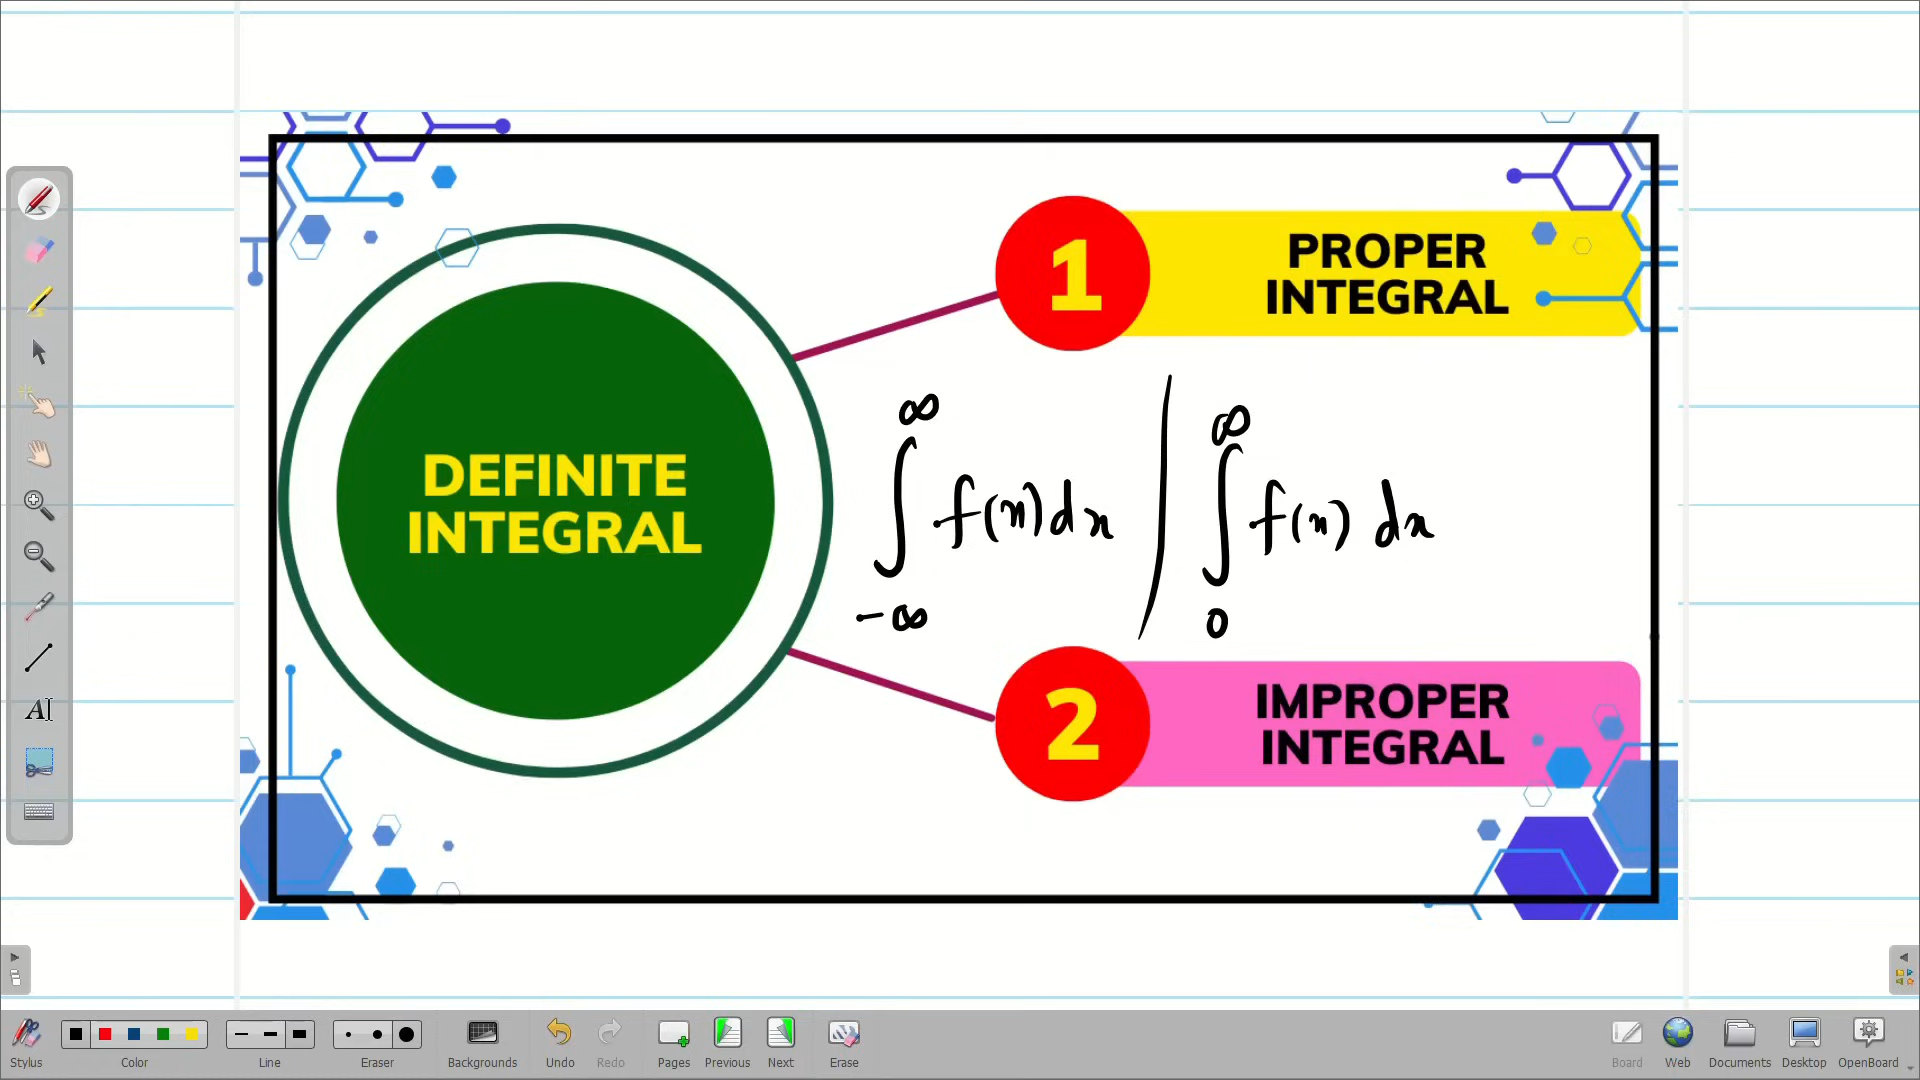 1
PROPER
INTEGRAL
DEFINITE
INTEGRAL
∞
∫ f(x)dx
-∞
∞
∫ f(x) dx
0
2
IMPROPER
INTEGRAL
A
Stylus
Color
Line
Eraser
Backgrounds
Undo
Redo
Pages
Previous
Next
Erase
Board
Web
Documents
Desktop
OpenBoard